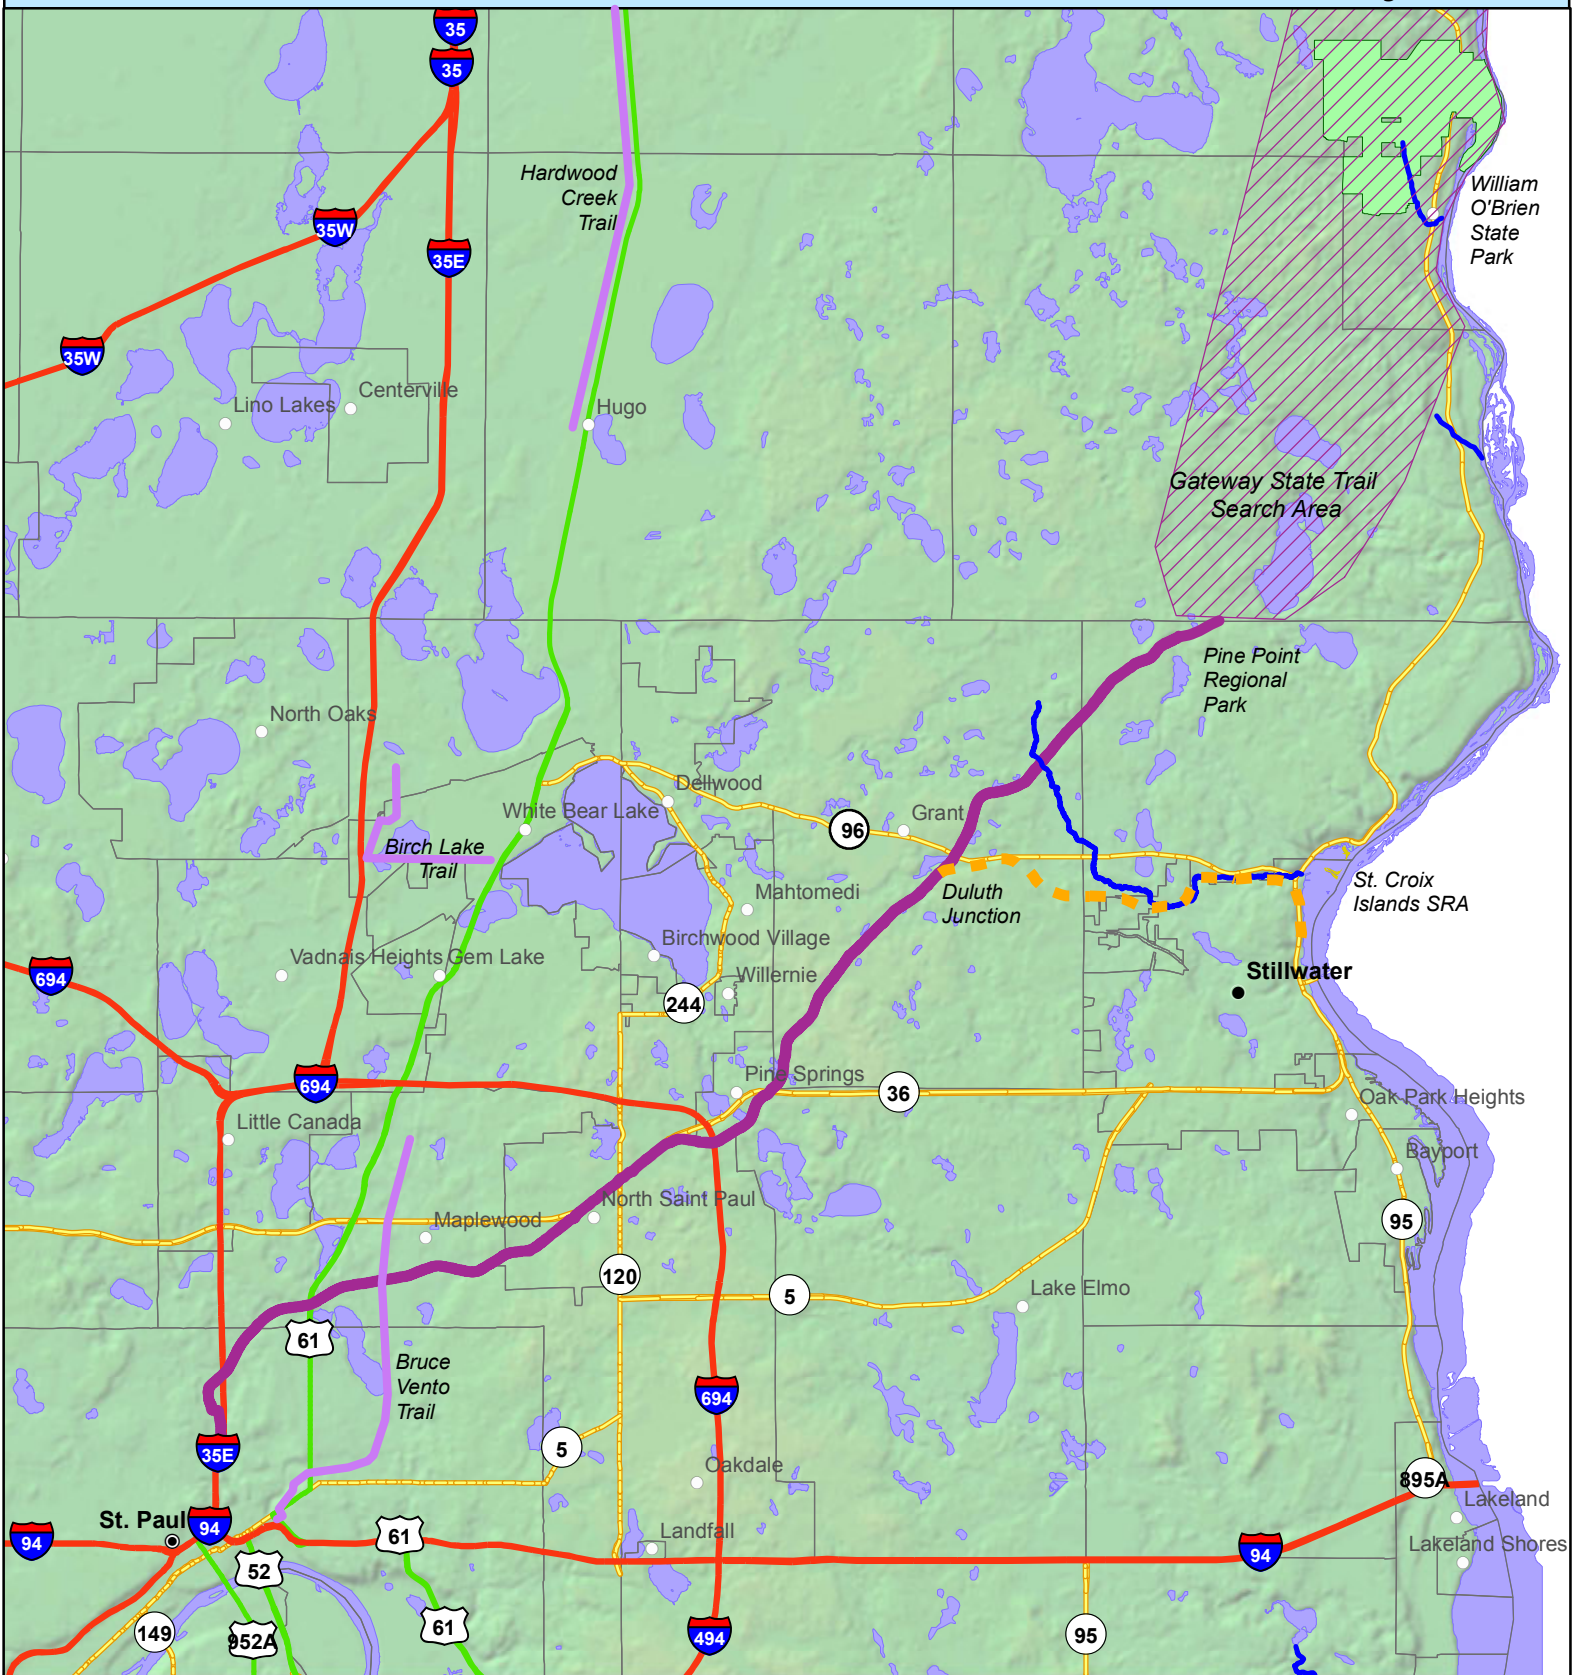 35
35
Hardwood
Creek
Trail
William
O'Brien
State
Park
35W
35E
35W
Centerville
Lino Lakes
Hugo
Gateway State Trail
Search Area
Pine Point
Regional
Park
North Oaks
Dellwood
White Bear Lake
96
Grant
Birch Lake
Trail
Duluth
Junction
St. Croix
Islands SRA
Mahtomedi
Birchwood Village
Vadnais Heights
Gem Lake
694
Willernie
Stillwater
244
694
Pine Springs
36
Oak Park Heights
Little Canada
Bayport
North Saint Paul
Maplewood
95
120
5
Lake Elmo
61
Bruce
Vento
Trail
694
35E
5
Oakdale
895A
Lakeland
St. Paul
94
94
61
Landfall
94
Lakeland Shores
52
149
952A
61
494
95